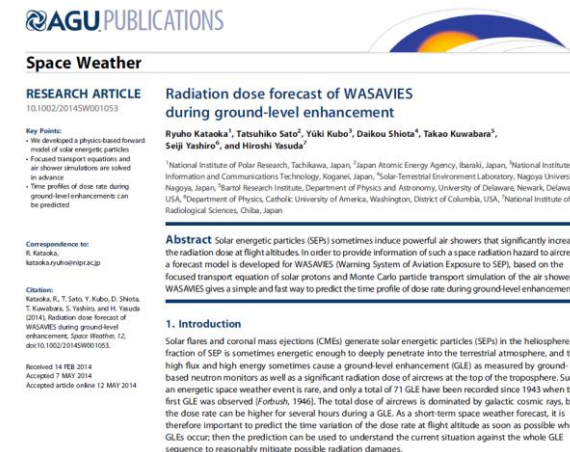 AGU PUBLICATIONS
Space Weather
RESEARCH ARTICLE
10.1002/2014SW001053
Key Points:
• We developed a physics-based forward
model of solar energetic particles
• Focused transport equations and
air shower simulations are solved
in advance
• Time profiles of dose rate during
ground-level enhancements can
be predicted
Correspondence to:
R. Kataoka,
kataoka.ryuho@nipr.ac.jp
Citation:
Kataoka, R., T. Sato, Y. Kubo, D. Shiota,
T. Kuwabara, S. Yashiro, and H. Yasuda
(2014), Radiation dose forecast of
WASAVIES during ground-level
enhancement, Space Weather, 12,
doi:10.1002/2014SW001053.
Received 14 FEB 2014
Accepted 7 MAY 2014
Accepted article online 12 MAY 2014
Radiation dose forecast of WASAVIES
during ground-level enhancement
Ryuho Kataoka1, Tatsuhiko Sato2, Yûki Kubo3, Daikou Shiota4, Takao Kuwabara5,
Seiji Yashiro6, and Hiroshi Yasuda7
1National Institute of Polar Research, Tachikawa, Japan, 2Japan Atomic Energy Agency, Ibaraki, Japan, 3National Institute
Information and Communications Technology, Koganei, Japan, 4Solar-Terrestrial Environment Laboratory, Nagoya Univers
Nagoya, Japan, 5Bartol Research Institute, Department of Physics and Astronomy, University of Delaware, Newark, Delawa
USA, 6Department of Physics, Catholic University of America, Washington, District of Columbia, USA, 7National Institute of
Radiological Sciences, Chiba, Japan
Abstract Solar energetic particles (SEPs) sometimes induce powerful air showers that significantly increa
the radiation dose at flight altitudes. In order to provide information of such a space radiation hazard to aircre
a forecast model is developed for WASAVIES (Warning System of Aviation Exposure to SEP), based on the
focused transport equation of solar protons and Monte Carlo particle transport simulation of the air showe
WASAVIES gives a simple and fast way to predict the time profile of dose rate during ground-level enhancemen
1. Introduction
Solar flares and coronal mass ejections (CMEs) generate solar energetic particles (SEPs) in the heliosphere
fraction of SEP is sometimes energetic enough to deeply penetrate into the terrestrial atmosphere, and t
high flux and high energy sometimes cause a ground-level enhancement (GLE) as measured by ground-
based neutron monitors as well as a significant radiation dose of aircrews at the top of the troposphere. Su
an energetic space weather event is rare, and only a total of 71 GLE have been recorded since 1943 when t
first GLE was observed [Forbush, 1946]. The total dose of aircrews is dominated by galactic cosmic rays, b
the dose rate can be higher for several hours during a GLE. As a short-term space weather forecast, it is
therefore important to predict the time variation of the dose rate at flight altitude as soon as possible wh
GLEs occur; then the prediction can be used to understand the current situation against the whole GLE
sequence to reasonably mitigate possible radiation damages.